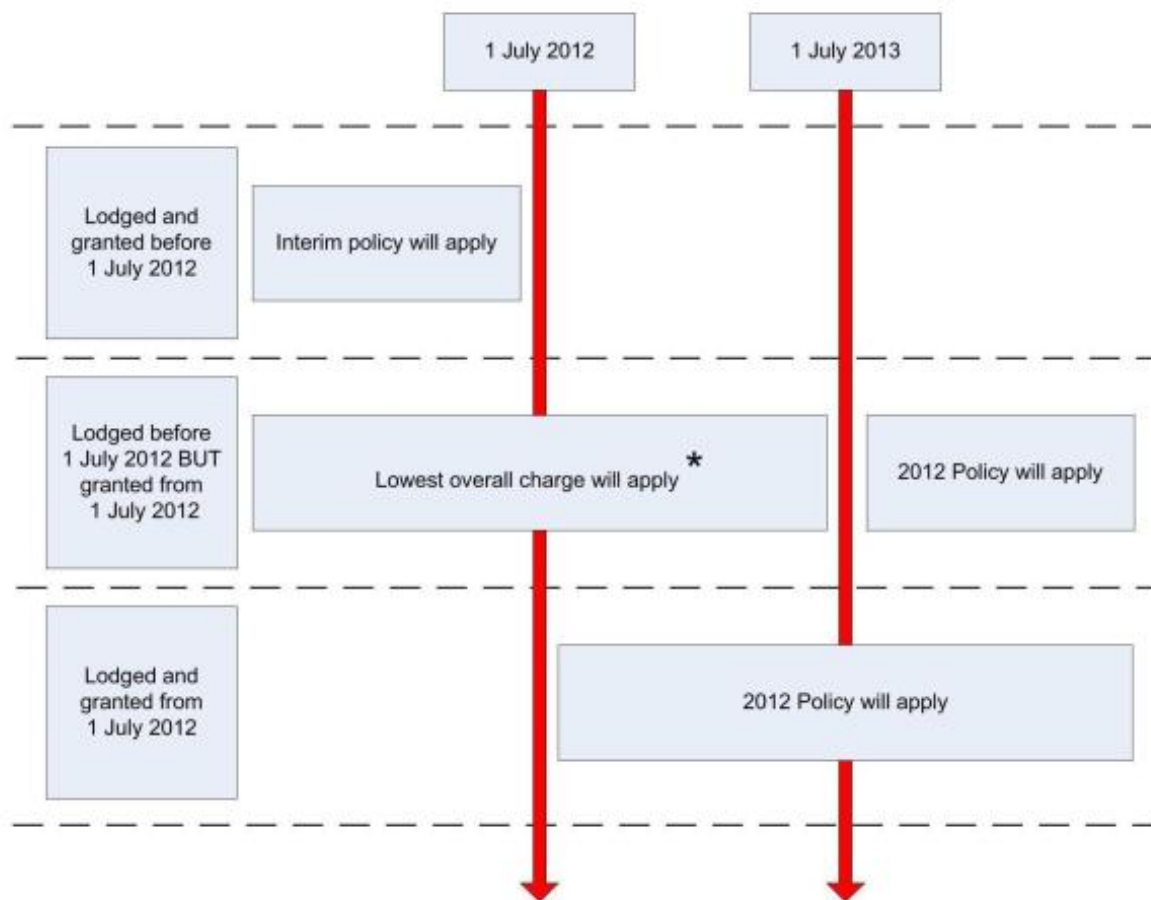 1 July 2012
1 July 2013
Lodged and
granted before
1 July 2012
Interim policy will apply
Lodged before
1 July 2012 BUT
granted from
1 July 2012
Lowest overall charge will apply *
2012 Policy will apply
Lodged and
granted from
1 July 2012
2012 Policy will apply